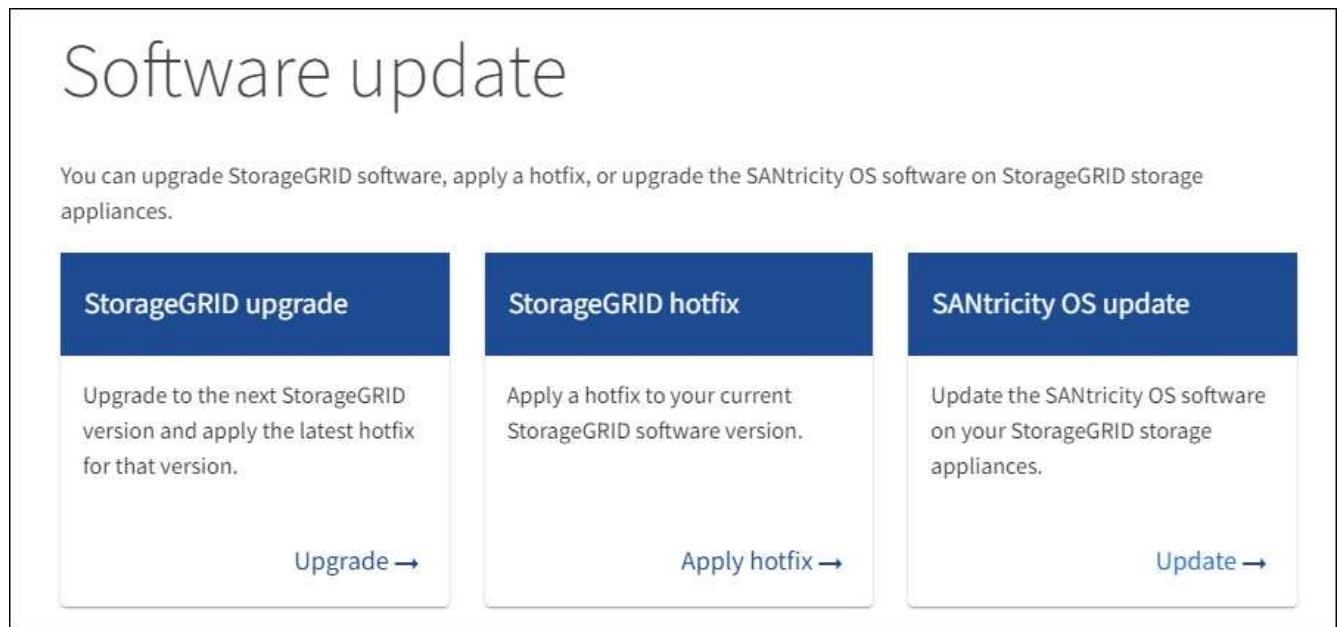 Software update
You can upgrade StorageGRID software, apply a hotfix, or upgrade the SANtricity OS software on StorageGRID storage
appliances.
StorageGRID upgrade
Upgrade to the next StorageGRID
version and apply the latest hotfix
for that version.
Upgrade →
StorageGRID hotfix
Apply a hotfix to your current
StorageGRID software version.
Apply hotfix →
SANtricity OS update
Update the SANtricity OS software
on your StorageGRID storage
appliances.
Update →